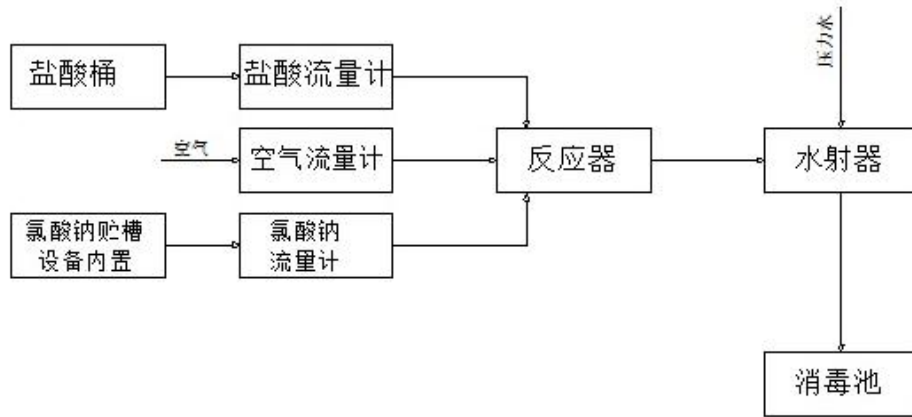 盐酸桶
盐酸流量计
压力水
空气
空气流量计
反应器
水射器
氯酸钠贮槽
设备内置
氯酸钠
流量计
消毒池